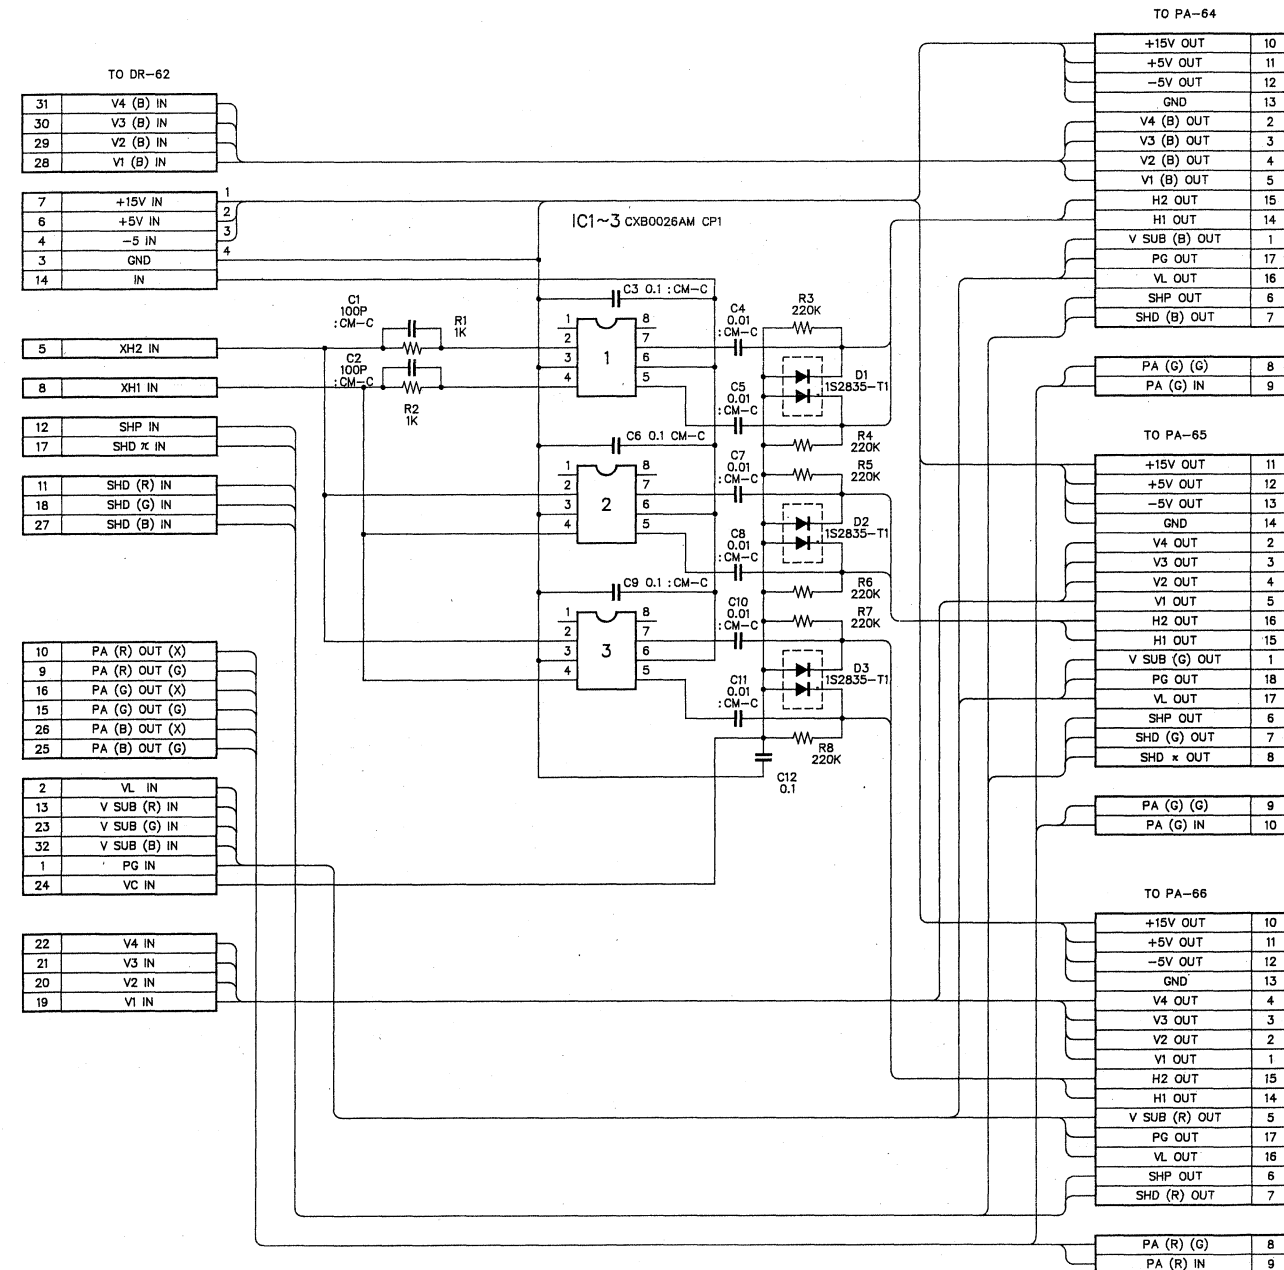 TO DR-62
31 V4 (B) IN
30 V3 (B) IN
29 V2 (B) IN
28 V1 (B) IN
7 +15V IN 1
6 +5V IN 2
4 -5 IN 3
3 GND 4
14 IN
5 XH2 IN
8 XH1 IN
12 SHP IN
17 SHD π IN
11 SHD (R) IN
18 SHD (G) IN
27 SHD (B) IN
10 PA (R) OUT (X)
9 PA (R) OUT (G)
16 PA (G) OUT (X)
15 PA (G) OUT (G)
26 PA (B) OUT (X)
25 PA (B) OUT (G)
2 VL IN
13 V SUB (R) IN
23 V SUB (G) IN
32 V SUB (B) IN
1 PG IN
24 VC IN
22 V4 IN
21 V3 IN
20 V2 IN
19 V1 IN
IC1~3 CXB0026AM CP1
C1
100P
:CM-C
R1
1K
C2
100P
:CM-C
R2
1K
C3 0.1 :CM-C
1 8
2 7
3 6
4 5
1
C4
0.01
:CM-C
R3
220K
D1
1S2835-T1
C5
0.01
:CM-C
R4
220K
C6 0.1 CM-C
1 8
2 7
3 6
4 5
2
C7
0.01
:CM-C
R5
220K
D2
1S2835-T1
C8
0.01
:CM-C
R6
220K
C9 0.1 :CM-C
1 8
2 7
3 6
4 5
3
C10
0.01
:CM-C
R7
220K
D3
1S2835-T1
C11
0.01
:CM-C
R8
220K
C12
0.1
TO PA-64
+15V OUT 10
+5V OUT 11
-5V OUT 12
GND 13
V4 (B) OUT 2
V3 (B) OUT 3
V2 (B) OUT 4
V1 (B) OUT 5
H2 OUT 15
H1 OUT 14
V SUB (B) OUT 1
PG OUT 17
VL OUT 16
SHP OUT 6
SHD (B) OUT 7
PA (G) (G) 8
PA (G) IN 9
TO PA-65
+15V OUT 11
+5V OUT 12
-5V OUT 13
GND 14
V4 OUT 2
V3 OUT 3
V2 OUT 4
V1 OUT 5
H2 OUT 16
H1 OUT 15
V SUB (G) OUT 1
PG OUT 18
VL OUT 17
SHP OUT 6
SHD (G) OUT 7
SHD π OUT 8
PA (G) (G) 9
PA (G) IN 10
TO PA-66
+15V OUT 10
+5V OUT 11
-5V OUT 12
GND 13
V4 OUT 4
V3 OUT 3
V2 OUT 2
V1 OUT 1
H2 OUT 15
H1 OUT 14
V SUB (R) OUT 5
PG OUT 17
VL OUT 16
SHP OUT 6
SHD (R) OUT 7
PA (R) (G) 8
PA (R) IN 9